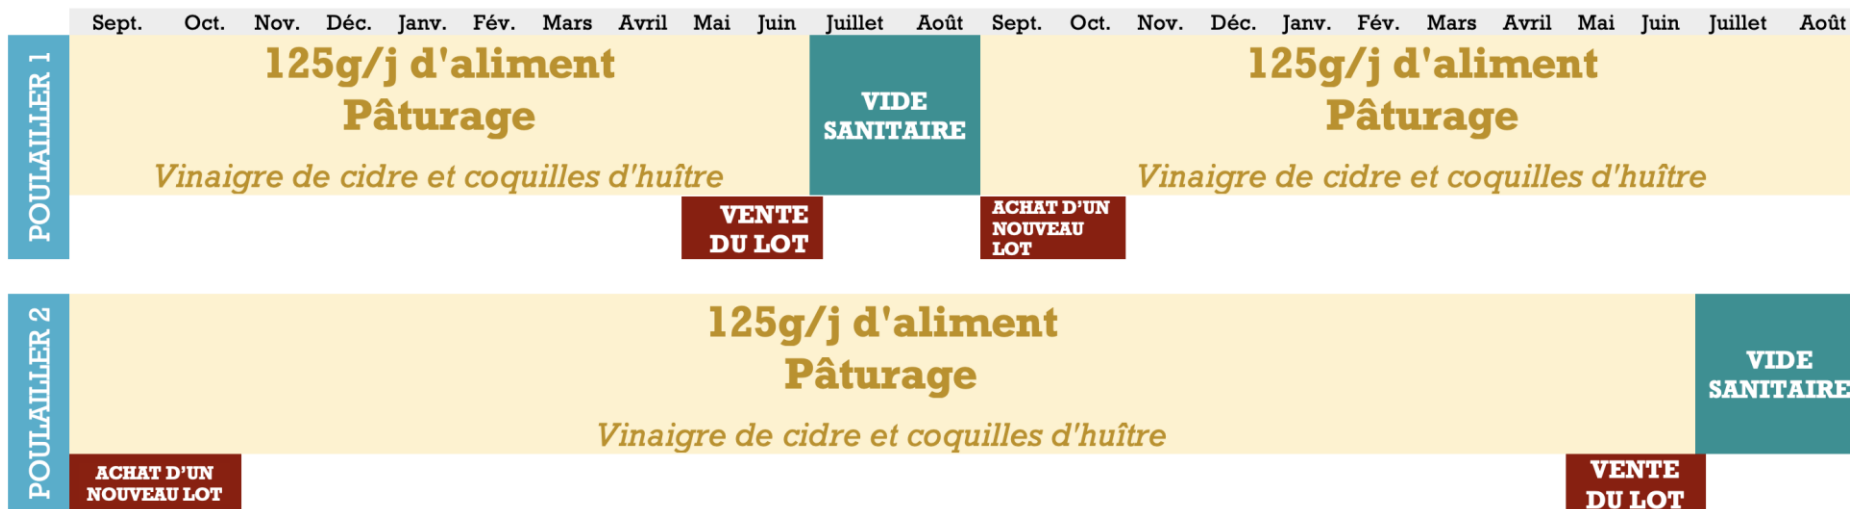 Sept. Oct. Nov. Déc. Janv. Fév. Mars Avril Mai Juin Juillet Août Sept. Oct. Nov. Déc. Janv. Fév. Mars Avril Mai Juin Juillet Août
POULAILLER 1
125g/j d'aliment
Pâturage
Vinaigre de cidre et coquilles d'huître
VIDE
SANITAIRE
125g/j d'aliment
Pâturage
Vinaigre de cidre et coquilles d'huître
VENTE
DU LOT
ACHAT D'UN
NOUVEAU
LOT
POULAILLER 2
125g/j d'aliment
Pâturage
Vinaigre de cidre et coquilles d'huître
VIDE
SANITAIRE
ACHAT D'UN
NOUVEAU LOT
VENTE
DU LOT